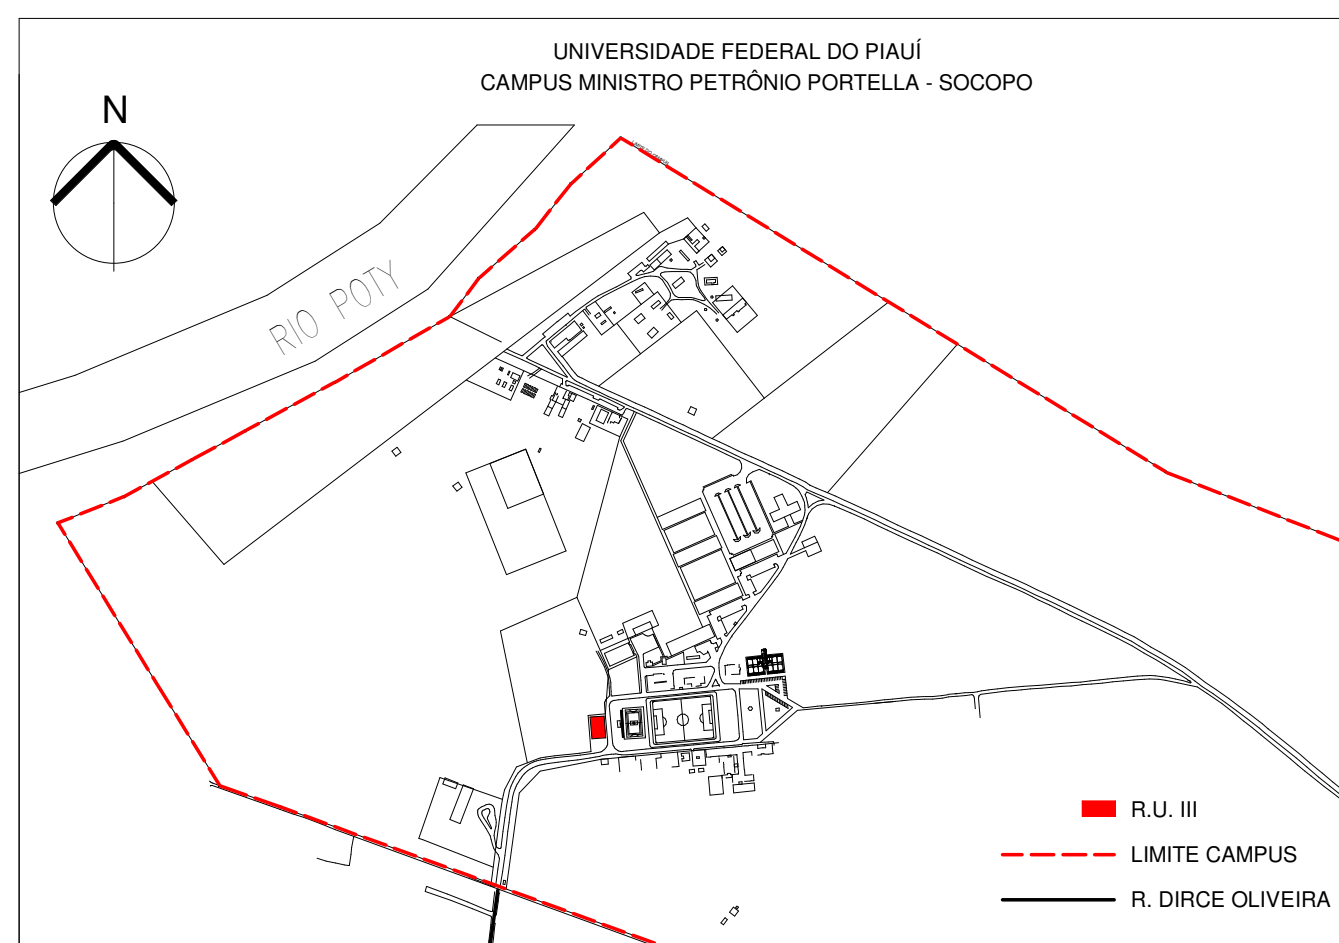 UNIVERSIDADE FEDERAL DO PIAUÍ
CAMPUS MINISTRO PETRÔNIO PORTELLA - SOCOPO
N
RIO POTY
R.U. III
LIMITE CAMPUS
R. DIRCE OLIVEIRA